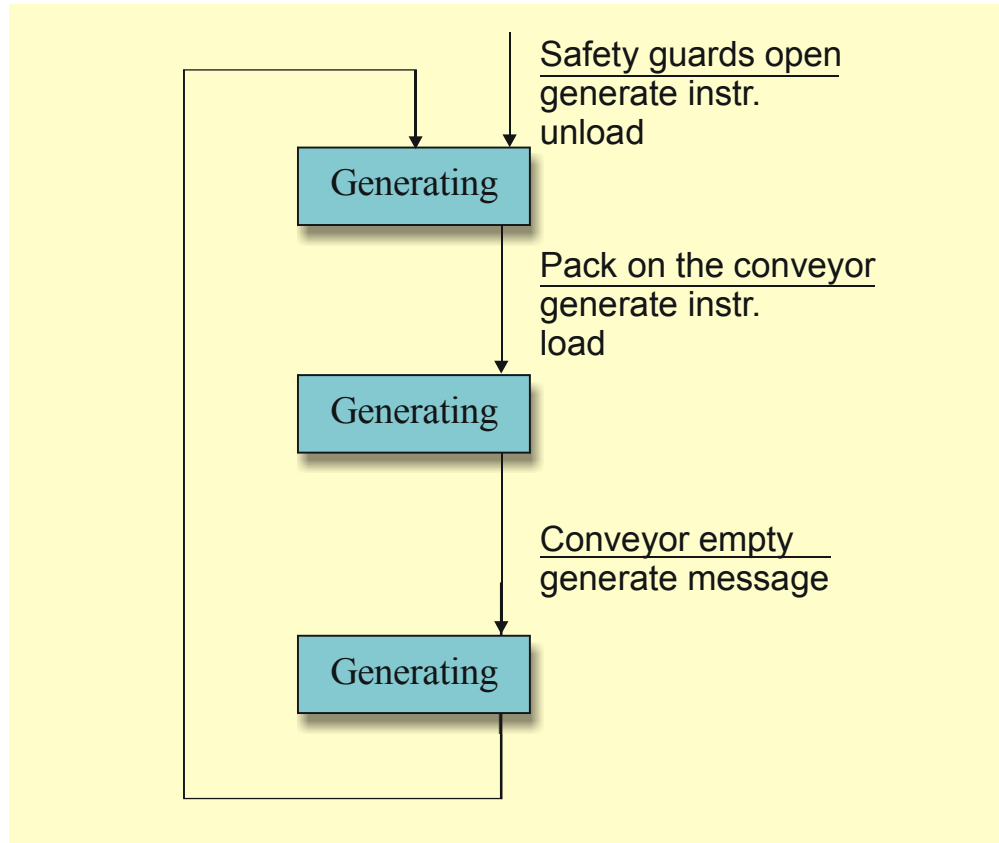 Safety guards open
generate instr.
unload
Generating
Pack on the conveyor
generate instr.
load
Generating
Conveyor empty
generate message
Generating